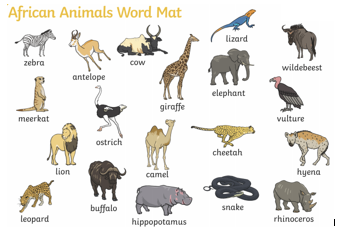 African Animals Word Mat
zebra
antelope
cow
giraffe
lizard
elephant
wildebeest
meerkat
ostrich
vulture
lion
camel
cheetah
hyena
leopard
buffalo
hippopotamus
snake
rhinoceros